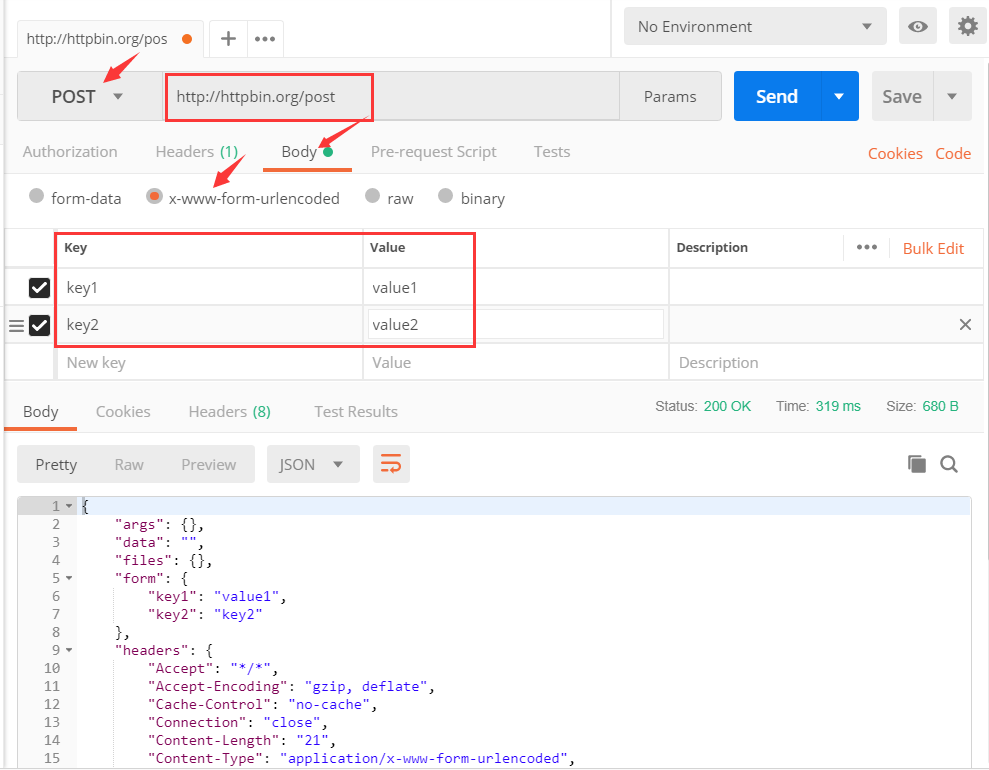 http://httpbin.org/pos
No Environment
POST http://httpbin.org/post Params Send Save
Authorization Headers (1) Body Pre-request Script Tests Cookies Code
form-data x-www-form-urlencoded raw binary
Key Value Description Bulk Edit
key1 value1
key2 value2
New key Value Description
Body Cookies Headers (8) Test Results Status: 200 OK Time: 319 ms Size: 680 B
Pretty Raw Preview JSON
1 {
2 "args": {},
3 "data": "",
4 "files": {},
5 "form": {
6 "key1": "value1",
7 "key2": "key2"
8 },
9 "headers": {
10 "Accept": "*/*",
11 "Accept-Encoding": "gzip, deflate",
12 "Cache-Control": "no-cache",
13 "Connection": "close",
14 "Content-Length": "21",
15 "Content-Type": "application/x-www-form-urlencoded",